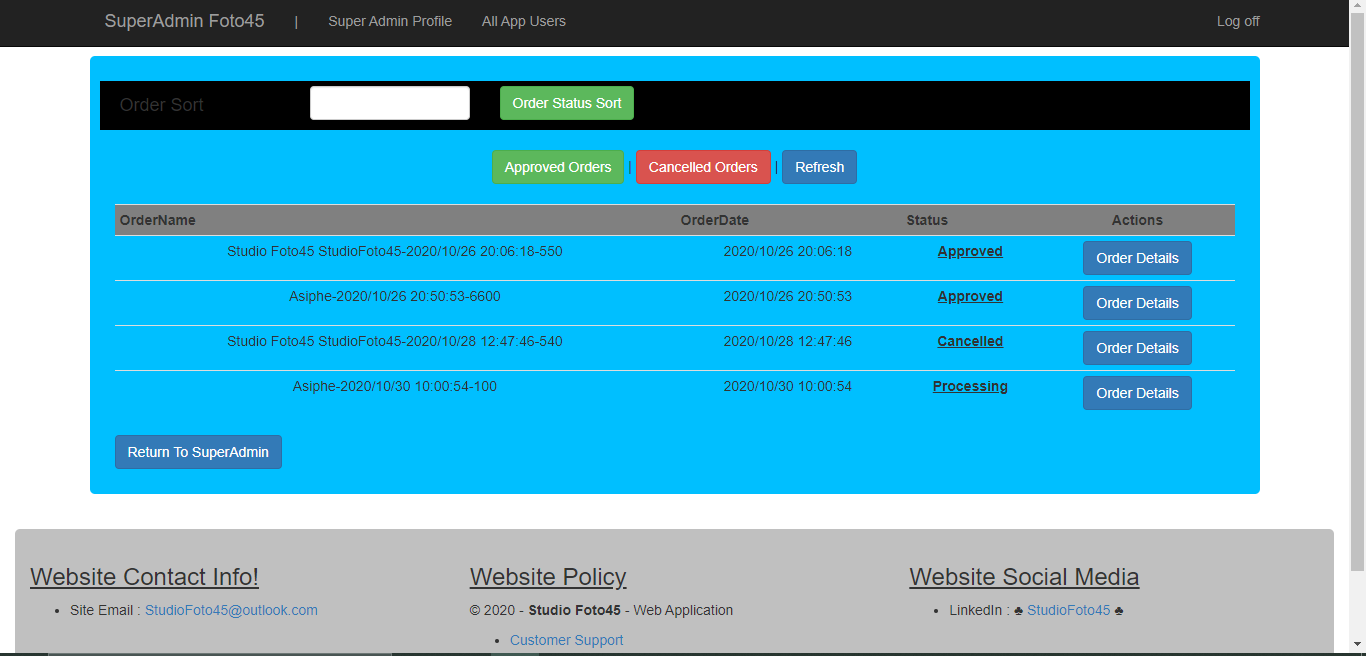 SuperAdmin Foto45 | Super Admin Profile All App Users Log off
Order Sort Order Status Sort
Approved Orders | Cancelled Orders | Refresh
OrderName OrderDate Status Actions
Studio Foto45 StudioFoto45-2020/10/26 20:06:18-550 2020/10/26 20:06:18 Approved Order Details
Asiphe-2020/10/26 20:50:53-6600 2020/10/26 20:50:53 Approved Order Details
Studio Foto45 StudioFoto45-2020/10/28 12:47:46-540 2020/10/28 12:47:46 Cancelled Order Details
Asiphe-2020/10/30 10:00:54-100 2020/10/30 10:00:54 Processing Order Details
Return To SuperAdmin
Website Contact Info! Website Policy Website Social Media
• Site Email : StudioFoto45@outlook.com © 2020 - Studio Foto45 - Web Application • LinkedIn : ♣ StudioFoto45 ♣
• Customer Support